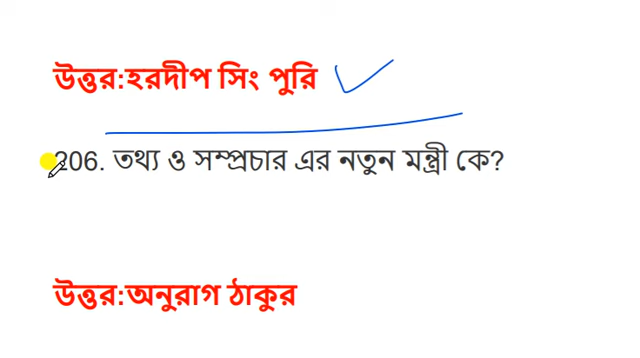 উত্তর:হরদীপ সিং পুরি
206. তথ্য ও সম্প্রচার এর নতুন মন্ত্রী কে?
উত্তর:অনুরাগ ঠাকুর